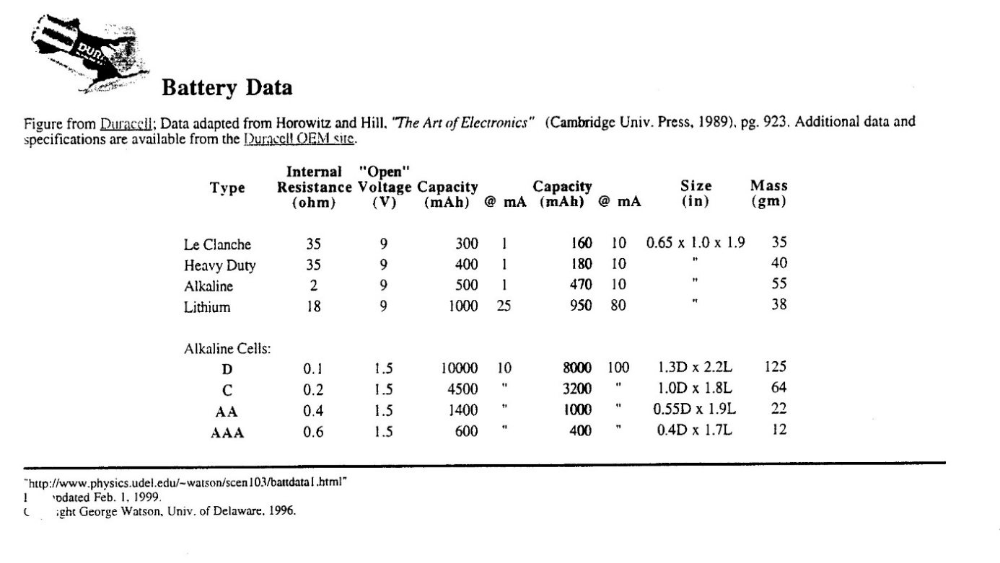 DURA
Battery Data
Figure from Duracell; Data adapted from Horowitz and Hill, "The Art of Electronics" (Cambridge Univ. Press, 1989), pg. 923. Additional data and
specifications are available from the Duracell OEM site.
Internal "Open"
Type Resistance Voltage Capacity Capacity Size Mass
(ohm) (V) (mAh) @ mA (mAh) @ mA (in) (gm)
Le Clanche 35 9 300 1 160 10 0.65 x 1.0 x 1.9 35
Heavy Duty 35 9 400 1 180 10 " 40
Alkaline 2 9 500 1 470 10 " 55
Lithium 18 9 1000 25 950 80 " 38
Alkaline Cells:
D 0.1 1.5 10000 10 8000 100 1.3D x 2.2L 125
C 0.2 1.5 4500 " 3200 " 1.0D x 1.8L 64
AA 0.4 1.5 1400 " 1000 " 0.55D x 1.9L 22
AAA 0.6 1.5 600 " 400 " 0.4D x 1.7L 12
"http://www.physics.udel.edu/~watson/scen103/battdata1.html"
pdated Feb. 1, 1999.
ght George Watson, Univ. of Delaware, 1996.